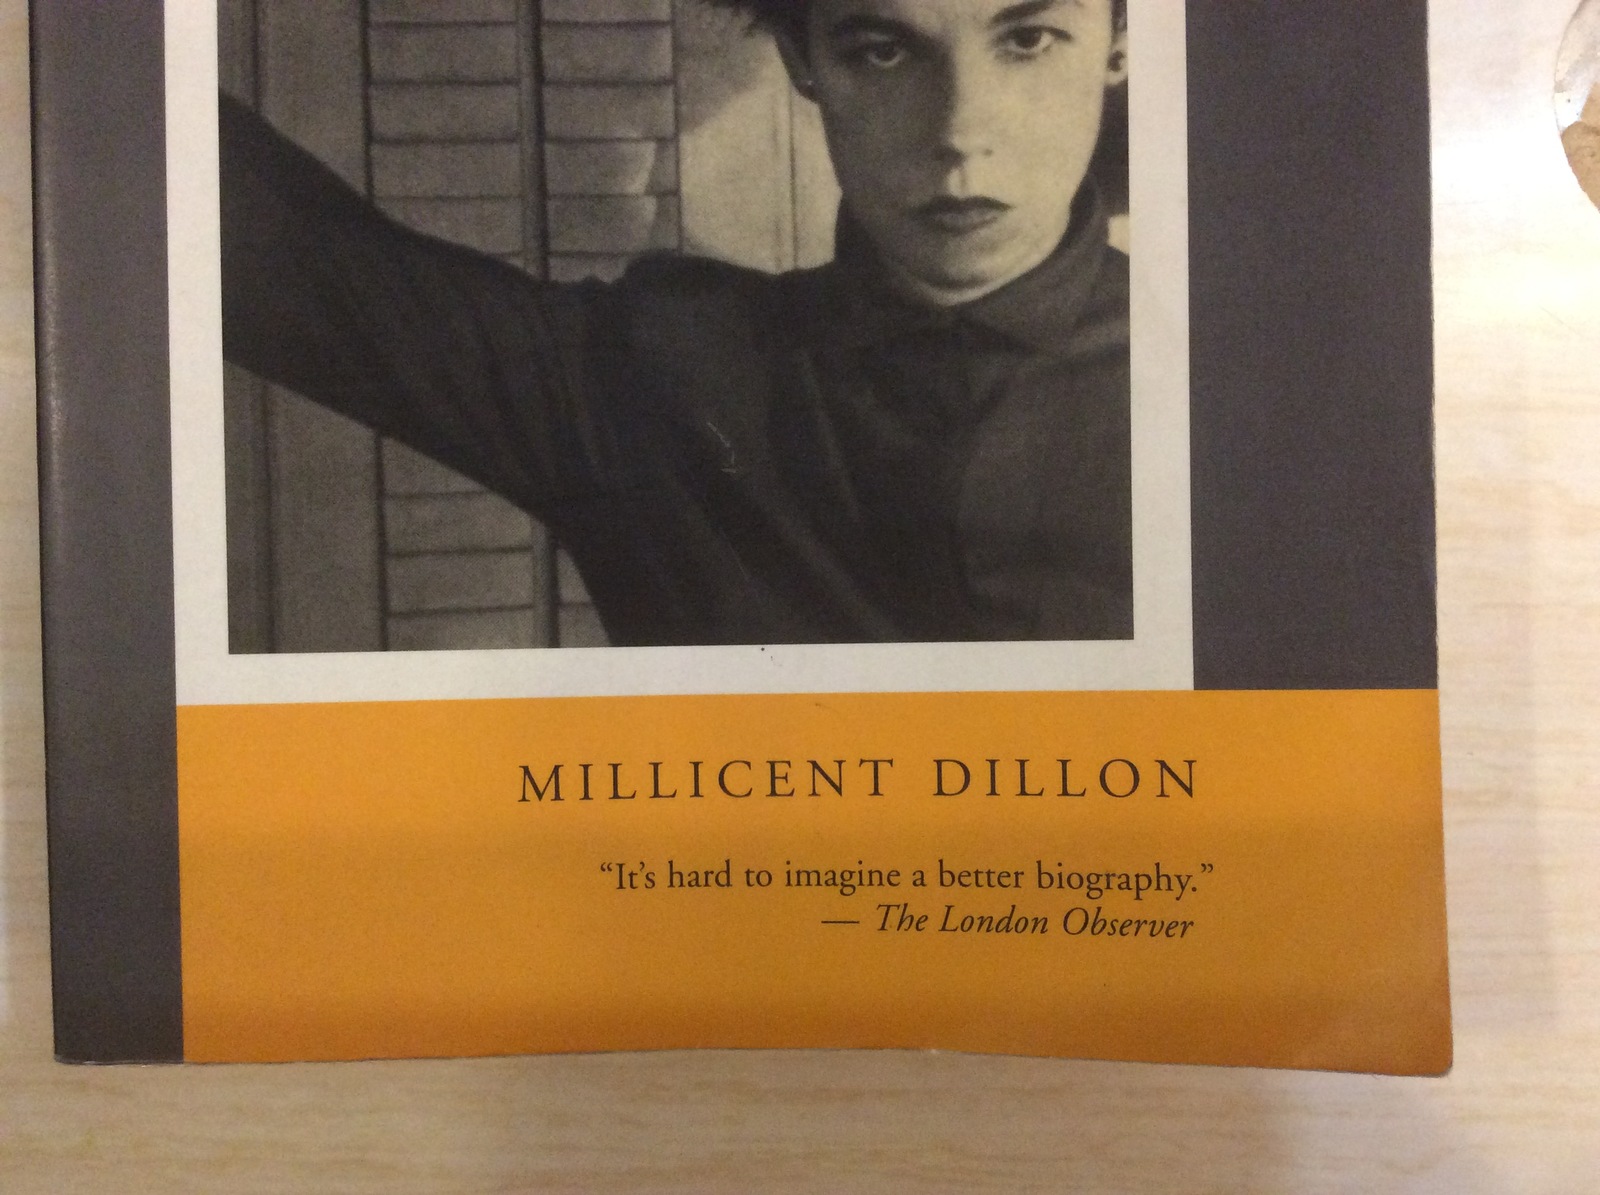 MILLICENT DILLON
“It’s hard to imagine a better biography.”
— The London Observer